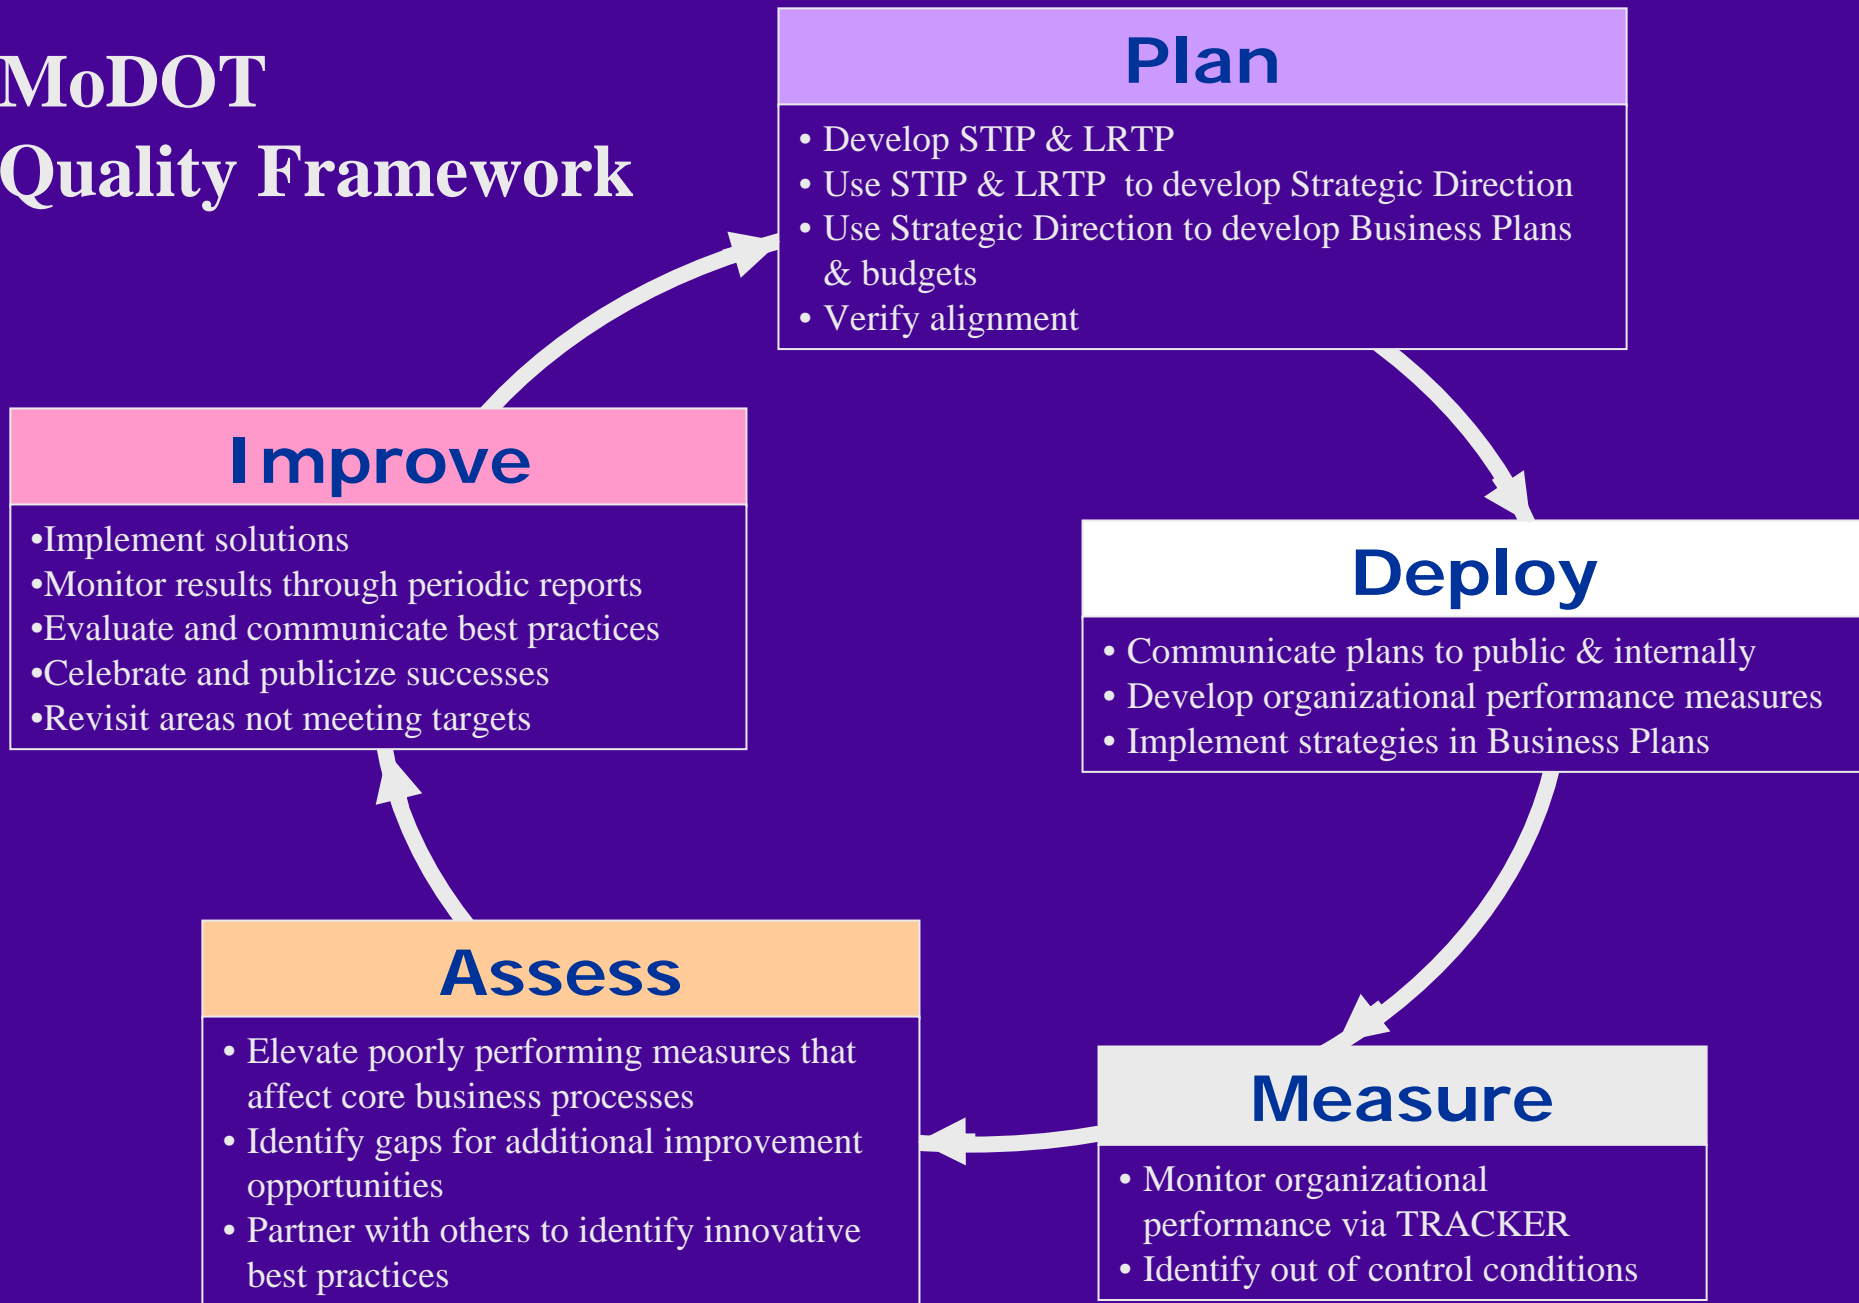 MoDOT
Quality Framework
Plan
• Develop STIP & LRTP
• Use STIP & LRTP to develop Strategic Direction
• Use Strategic Direction to develop Business Plans
& budgets
• Verify alignment
Deploy
• Communicate plans to public & internally
• Develop organizational performance measures
• Implement strategies in Business Plans
Measure
• Monitor organizational
performance via TRACKER
• Identify out of control conditions
Assess
• Elevate poorly performing measures that
affect core business processes
• Identify gaps for additional improvement
opportunities
• Partner with others to identify innovative
best practices
Improve
•Implement solutions
•Monitor results through periodic reports
•Evaluate and communicate best practices
•Celebrate and publicize successes
•Revisit areas not meeting targets